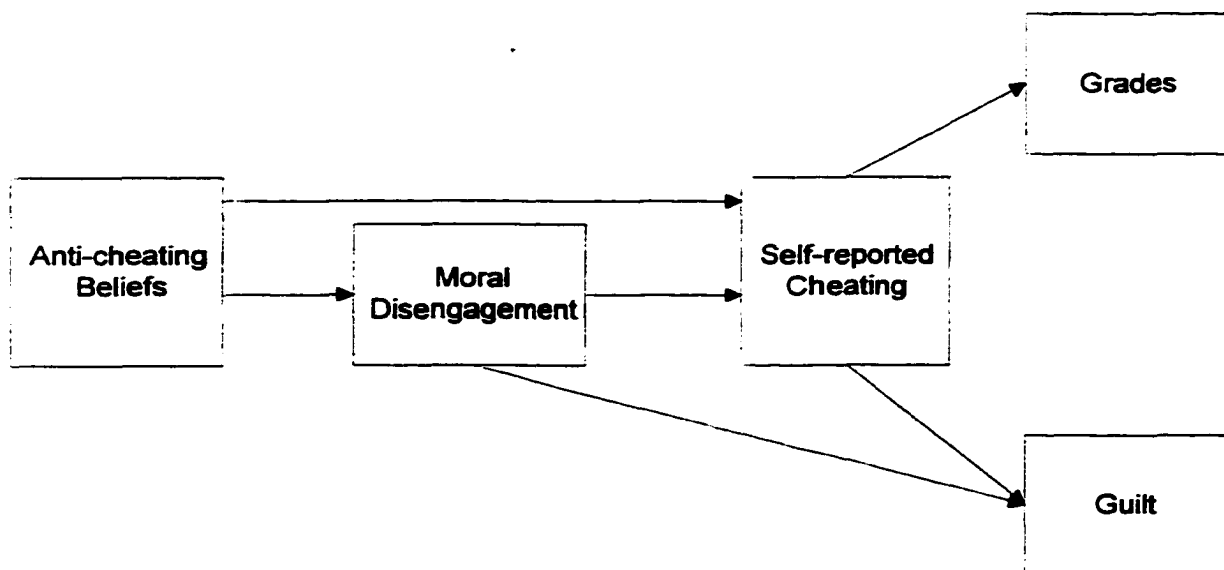 Grades
Anti-cheating
Beliefs
Moral
Disengagement
Self-reported
Cheating
Guilt